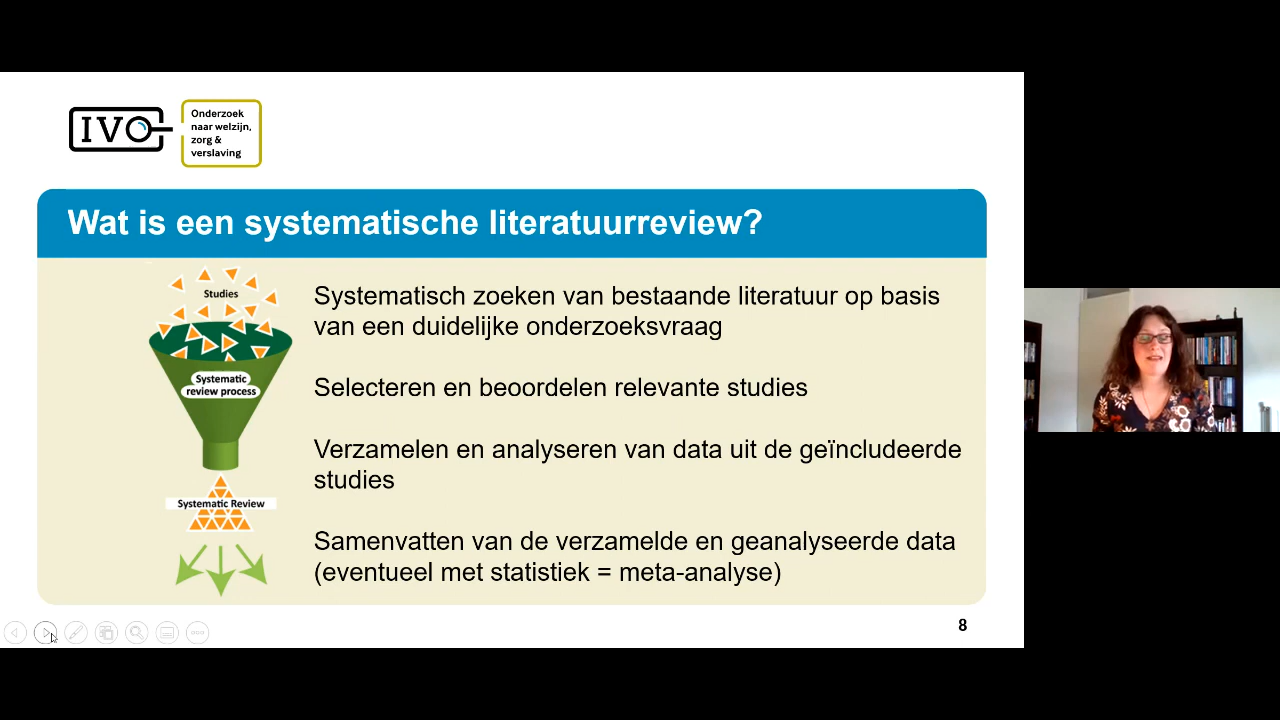 IVO
Onderzoek
naar welzijn,
zorg &
verslaving
Wat is een systematische literatuurreview?
Studies
Systematic
review process
Systematic Review
Systematisch zoeken van bestaande literatuur op basis
van een duidelijke onderzoeksvraag
Selecteren en beoordelen relevante studies
Verzamelen en analyseren van data uit de geïncludeerde
studies
Samenvatten van de verzamelde en geanalyseerde data
(eventueel met statistiek = meta-analyse)
8